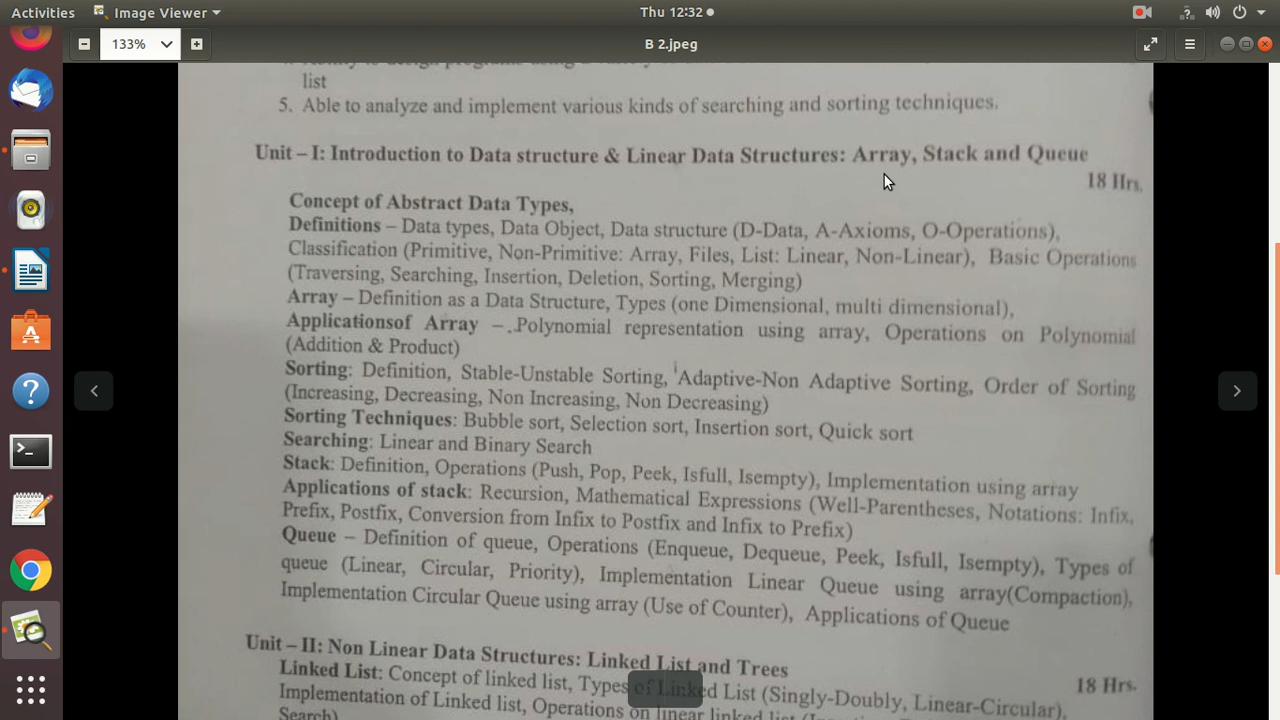 Activities
Image Viewer
Thu 12:32
133%
B 2.jpeg
list
5. Able to analyze and implement various kinds of searching and sorting techniques.
Unit – I: Introduction to Data structure & Linear Data Structures: Array, Stack and Queue
18 Hrs.
Concept of Abstract Data Types,
Definitions – Data types, Data Object, Data structure (D-Data, A-Axioms, O-Operations),
Classification (Primitive, Non-Primitive: Array, Files, List: Linear, Non-Linear), Basic Operations
(Traversing, Searching, Insertion, Deletion, Sorting, Merging)
Array – Definition as a Data Structure, Types (one Dimensional, multi dimensional),
Applicationsof Array – .Polynomial representation using array, Operations on Polynomial
(Addition & Product)
Sorting: Definition, Stable-Unstable Sorting, Adaptive-Non Adaptive Sorting, Order of Sorting
(Increasing, Decreasing, Non Increasing, Non Decreasing)
Sorting Techniques: Bubble sort, Selection sort, Insertion sort, Quick sort
Searching: Linear and Binary Search
Stack: Definition, Operations (Push, Pop, Peek, Isfull, Isempty), Implementation using array
Applications of stack: Recursion, Mathematical Expressions (Well-Parentheses, Notations: Infix,
Prefix, Postfix, Conversion from Infix to Postfix and Infix to Prefix)
Queue – Definition of queue, Operations (Enqueue, Dequeue, Peek, Isfull, Isempty), Types of
queue (Linear, Circular, Priority), Implementation Linear Queue using array(Compaction),
Implementation Circular Queue using array (Use of Counter), Applications of Queue
Unit – II: Non Linear Data Structures: Linked List and Trees
18 Hrs.
Linked List: Concept of linked list, Types of Linked List (Singly-Doubly, Linear-Circular),
Implementation of Linked list, Operations on linear linked list
Search)